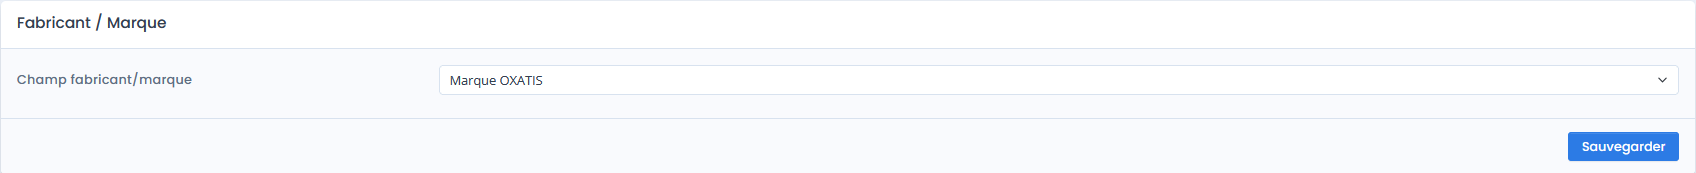 Fabricant / Marque
Champ fabricant/marque
Marque OXATIS
Sauvegarder